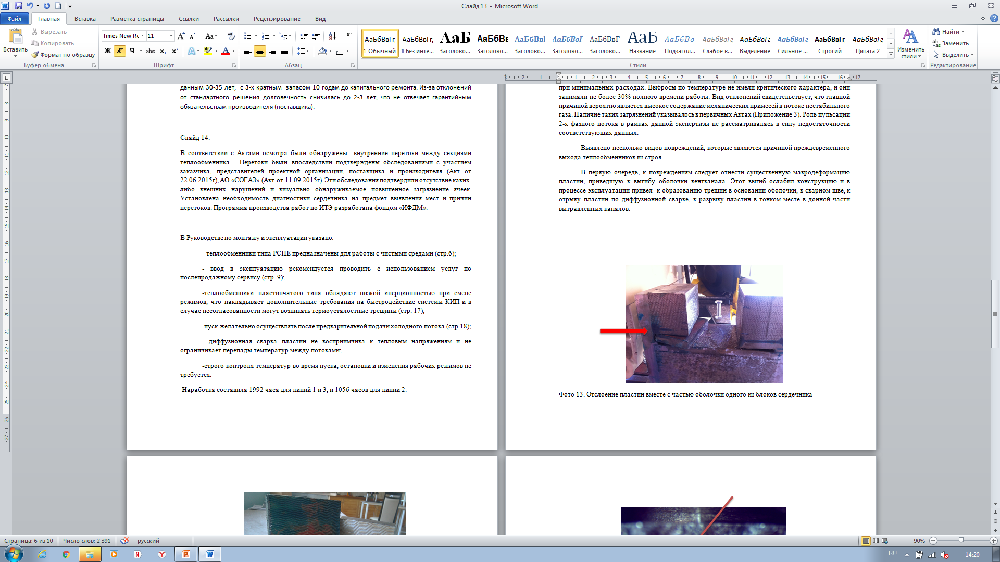 Слайд 13 - Microsoft Word
Файл
Главная
Вставка
Разметка страницы
Ссылки
Рассылки
Рецензирование
Вид
Вставить
Вырезать
Копировать
Формат по образцу
Буфер обмена
Times New Rc
11
Шрифт
Абзац
АаБбВвГг,
¶ Обычный
АаБбВвГг,
¶ Без инте...
АаБ
Заголово...
АаБбВв
Заголово...
АаБбВвІ
Заголово...
АаБбВвІ
Заголово...
АаБбВвГ
Заголово...
АаБ
Название
АаБбВв.
Подзагол...
АаБбВвГг
Слабое в...
АаБбВвГг
Выделение
АаБбВвГг
Сильное ...
АаБбВвГг,
Строгий
АаБбВвГг
Цитата 2
Изменить
стили
Стили
Найти
Заменить
Выделить
Редактирование
данным 30-35 лет, с 3-х кратным запасом 10 годам до капитального ремонта. Из-за отклонений
от стандартного решения долговечность снизилась до 2-3 лет, что не отвечает гарантийным
обязательствам производителя (поставщика).
Слайд 14.
В соответствии с Актами осмотра были обнаружены внутренние перетоки между секциями
теплообменника. Перетоки были впоследствии подтверждены обследованиями с участием
заказчика, представителей проектной организации, поставщика и производителя (Акт от
22.06.2015г), АО «СОГАЗ» (Акт от 11.09.2015г). Эти обследования подтвердили отсутствие каких-
либо внешних нарушений и визуально обнаруживаемое повышенное загрязнение ячеек.
Установлена необходимость диагностики сердечника на предмет выявления мест и причин
перетоков. Программа производства работ по ИТЭ разработана фондом «ИФДМ».
В Руководстве по монтажу и эксплуатации указано:
- теплообменники типа РСНЕ предназначены для работы с чистыми средами (стр.6);
- ввод в эксплуатацию рекомендуется проводить с использованием услуг по
послепродажному сервису (стр. 9);
-теплообменники пластинчатого типа обладают низкой инерционностью при смене
режимов, что накладывает дополнительные требования на быстродействие системы КИП и в
случае несогласованности могут возникать термоусталостные трещины (стр. 17);
-пуск желательно осуществлять после предварительной подачи холодного потока (стр.18);
- диффузионная сварка пластин не восприимчива к тепловым напряжениям и не
ограничивает перепады температур между потоками;
-строго контроля температур во время пуска, остановки и изменения рабочих режимов не
требуется.
Наработка составила 1992 часа для линий 1 и 3, и 1056 часов для линии 2.
при минимальных расходах. Выбросы по температуре не имели критического характера, и они
занимали не более 30% полного времени работы. Вид отклонений свидетельствует, что главной
причиной вероятно является высокое содержание механических примесей в потоке нестабильного
газа. Наличие таких загрязнений указывалось в первичных Актах (Приложение 3). Роль пульсации
2-х фазного потока в рамках данной экспертизы не рассматривалась в силу недостаточности
соответствующих данных.
Выявлено несколько видов повреждений, которые являются причиной преждевременного
выхода теплообменников из строя.
В первую очередь, к повреждениям следует отнести существенную макродеформацию
пластин, приведшую к выгибу оболочки вентканала. Этот выгиб ослабил конструкцию и в
процессе эксплуатации привел к образованию трещин в основании оболочки, в сварном шве, к
отрыву пластин по диффузионной сварке, к разрыву пластин в тонком месте в донной части
вытравленных каналов.
Фото 13. Отслоение пластин вместе с частью оболочки одного из блоков сердечника
Страница: 6 из 10
Число слов: 2 391
русский
90%
RU
14:20